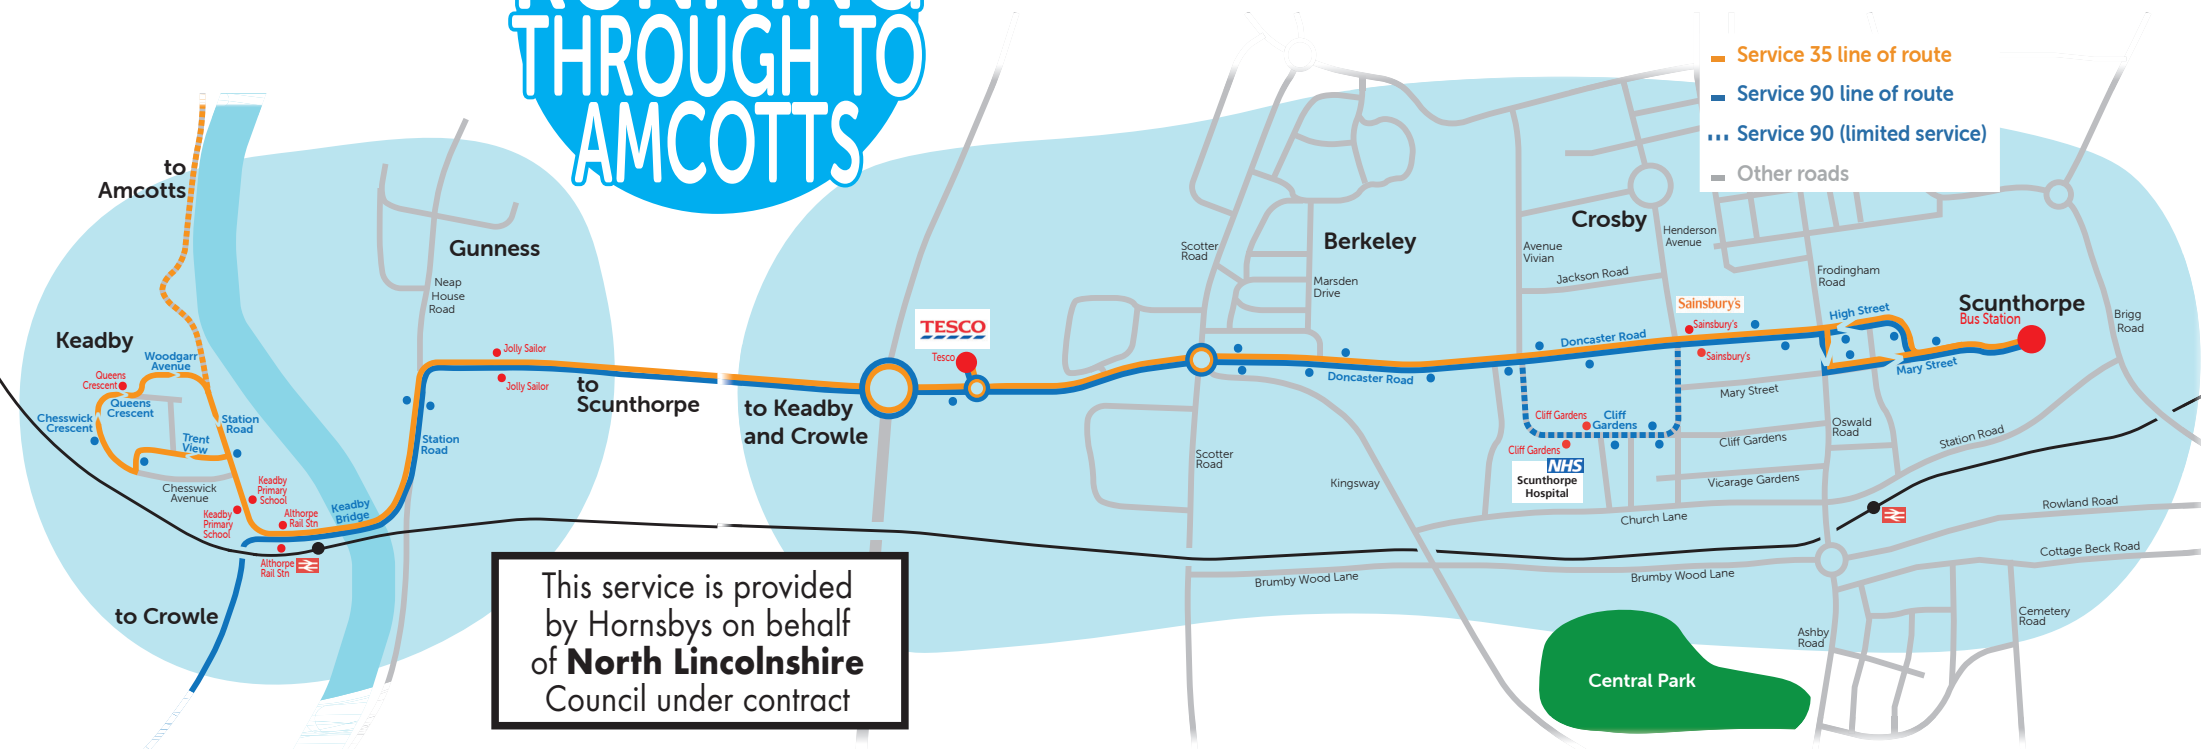 RUNNING
THROUGH TO
AMCOTTS
Service 35 line of route
Service 90 line of route
Service 90 (limited service)
Other roads
to
Amcotts
Gunness
Neap
House
Road
Keadby
Woodgarr
Avenue
Queens
Crescent
Queens
Crescent
Chesswick
Crescent
Trent
View
Station
Road
Chesswick
Avenue
Keadby
Primary
School
Keadby
Primary
School
Althorpe
Rail Stn
Althorpe
Rail Stn
Keadby
Bridge
Station
Road
to Crowle
Jolly Sailor
Jolly Sailor
to
Scunthorpe
to Keadby
and Crowle
TESCO
Tesco
Scotter
Road
Berkeley
Marsden
Drive
Doncaster Road
Scotter
Road
Kingsway
Crosby
Avenue
Vivian
Henderson
Avenue
Jackson Road
Sainsbury's
Sainsbury's
Sainsbury's
Doncaster Road
Frodingham
Road
High Street
Scunthorpe
Bus Station
Brigg
Road
Mary Street
Mary Street
Cliff Gardens
Cliff
Gardens
Cliff Gardens
NHS
Scunthorpe
Hospital
Cliff Gardens
Oswald
Road
Station Road
Vicarage Gardens
Church Lane
Rowland Road
Cottage Beck Road
Brumby Wood Lane
Brumby Wood Lane
Cemetery
Road
Ashby
Road
Central Park
This service is provided
by Hornsbys on behalf
of North Lincolnshire
Council under contract